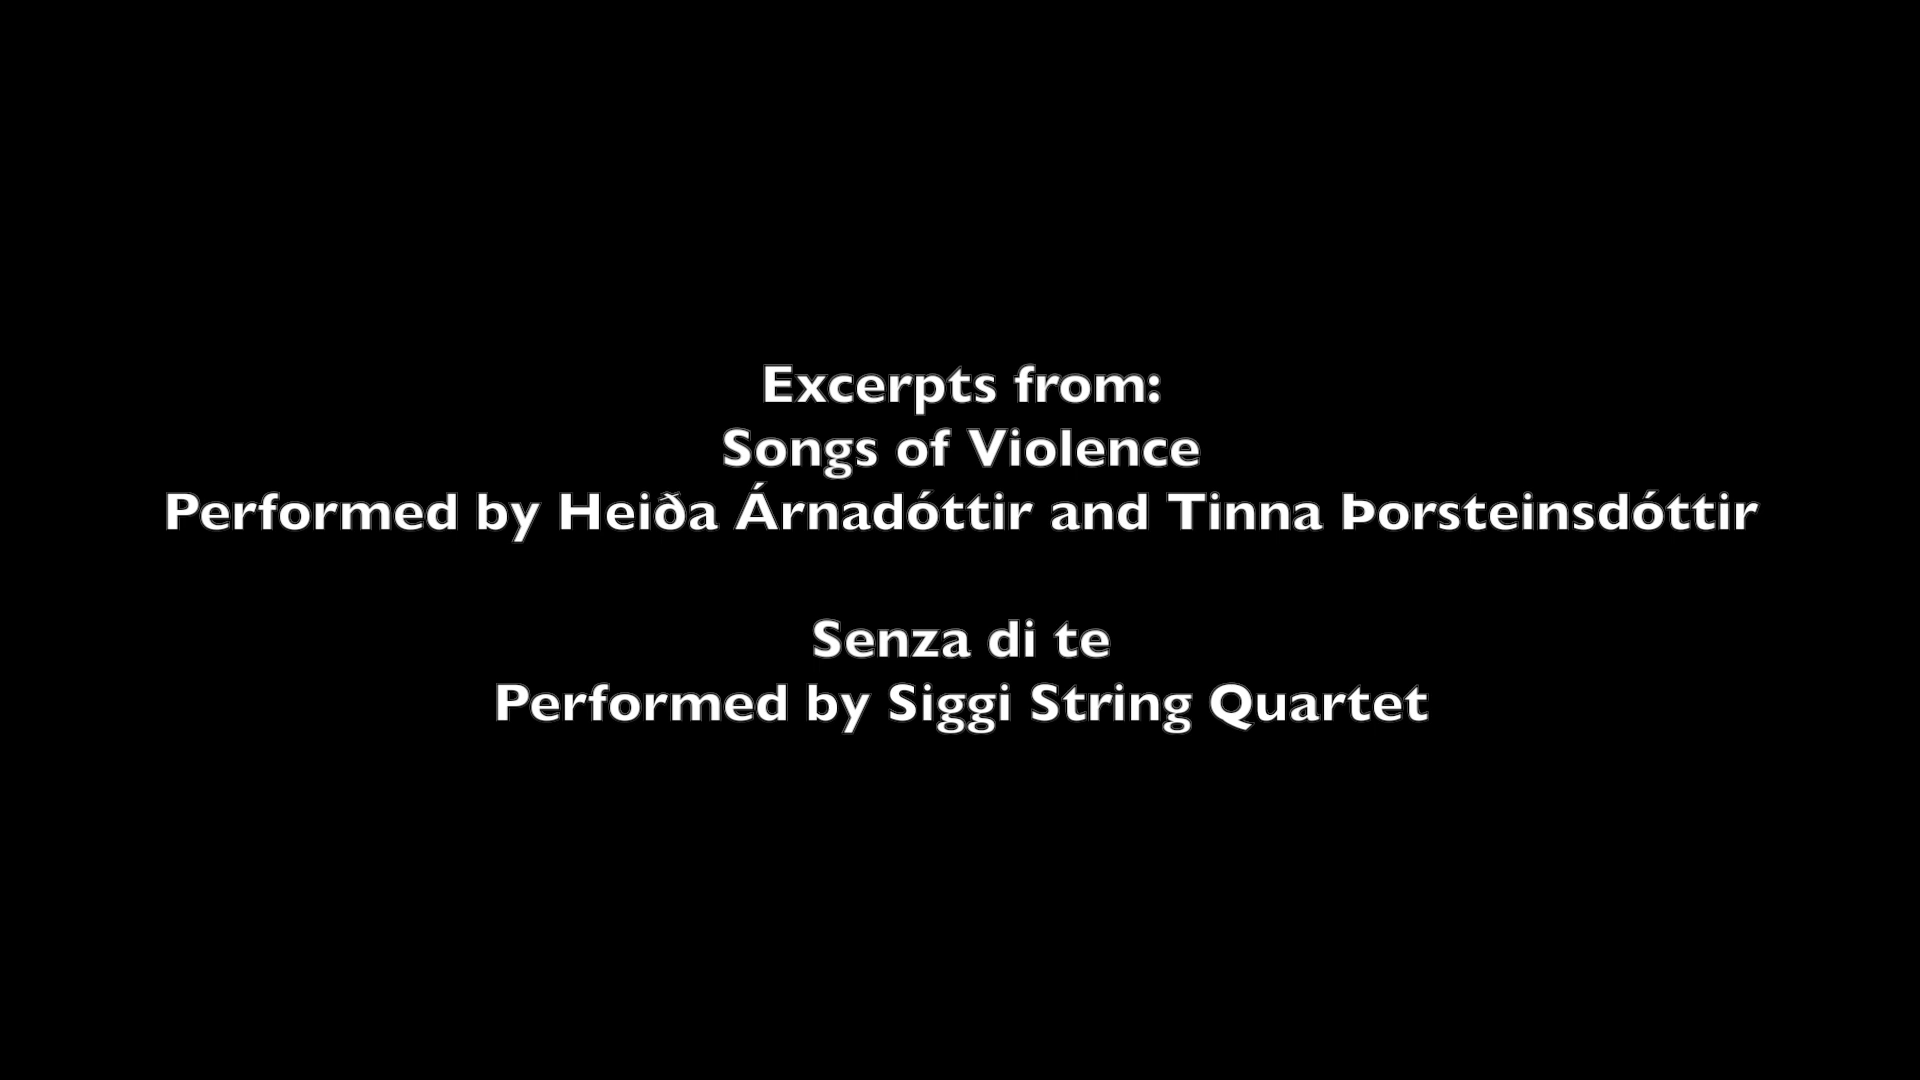 Excerpts from:
Songs of Violence
Performed by Heiða Árnadóttir and Tinna Þorsteinsdóttir
Senza di te
Performed by Siggi String Quartet